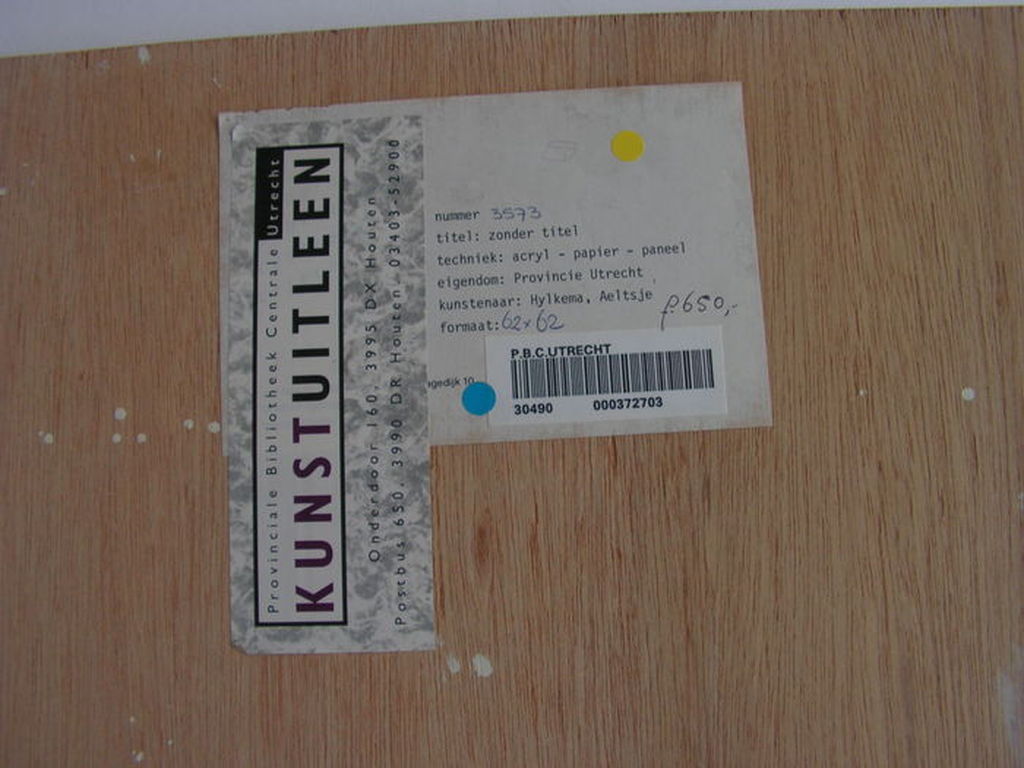 Provinciale Bibliotheek Centrale Utrecht
KUNSTUITLEEN
Onderdoor 160, 3995 DX Houten
Postbus 650, 3990 DR Houten, 03403-52900
nummer 3573
titel: zonder titel
techniek: acryl - papier - paneel
eigendom: Provincie Utrecht
kunstenaar: Hylkema, Aeltsje
formaat: 62x62
f 650,-
gedijk 10
P.B.C.UTRECHT
30490 000372703